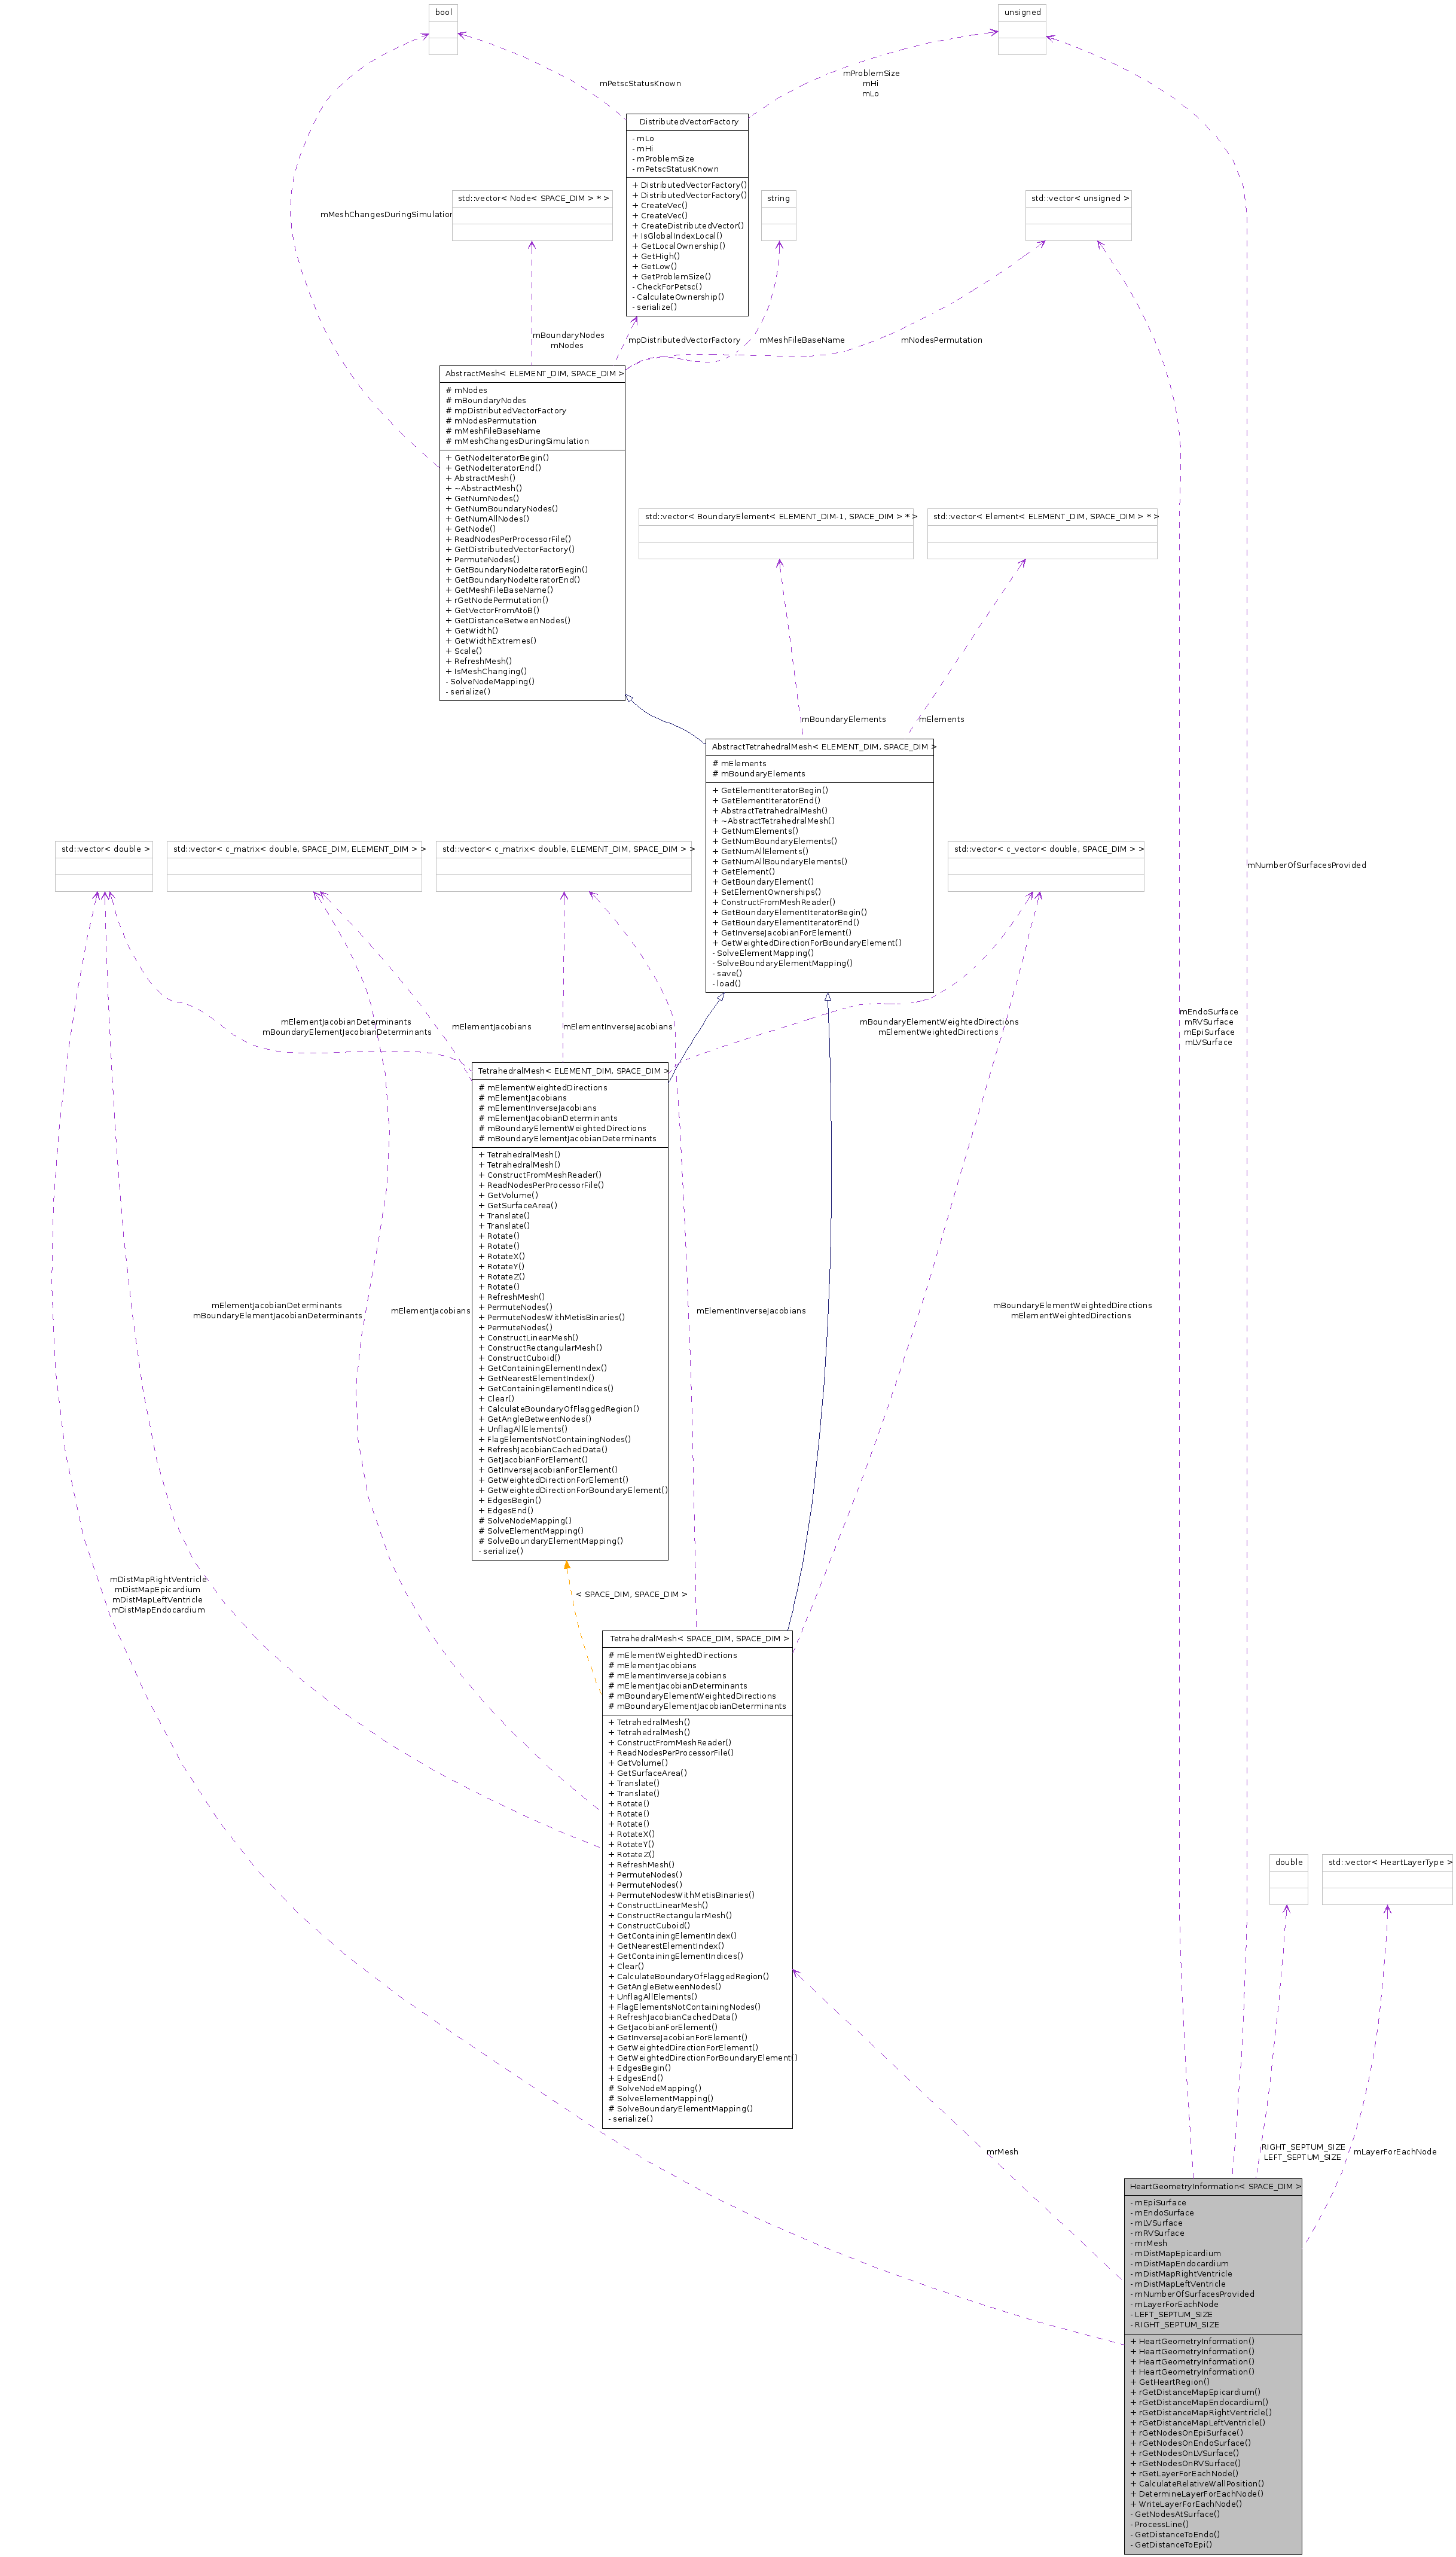 bool
unsigned
mPetscStatusKnown
mProblemSize
mHi
mLo
DistributedVectorFactory
- mLo
- mHi
- mProblemSize
- mPetscStatusKnown
+ DistributedVectorFactory()
+ DistributedVectorFactory()
+ CreateVec()
+ CreateVec()
+ CreateDistributedVector()
+ IsGlobalIndexLocal()
+ GetLocalOwnership()
+ GetHigh()
+ GetLow()
+ GetProblemSize()
- CheckForPetsc()
- CalculateOwnership()
- serialize()
std::vector< Node< SPACE_DIM > * >
string
std::vector< unsigned >
mMeshChangesDuringSimulation
mBoundaryNodes
mNodes
mpDistributedVectorFactory
mMeshFileBaseName
mNodesPermutation
AbstractMesh< ELEMENT_DIM, SPACE_DIM >
# mNodes
# mBoundaryNodes
# mpDistributedVectorFactory
# mNodesPermutation
# mMeshFileBaseName
# mMeshChangesDuringSimulation
+ GetNodeIteratorBegin()
+ GetNodeIteratorEnd()
+ AbstractMesh()
+ ~AbstractMesh()
+ GetNumNodes()
+ GetNumBoundaryNodes()
+ GetNumAllNodes()
+ GetNode()
+ ReadNodesPerProcessorFile()
+ GetDistributedVectorFactory()
+ PermuteNodes()
+ GetBoundaryNodeIteratorBegin()
+ GetBoundaryNodeIteratorEnd()
+ GetMeshFileBaseName()
+ rGetNodePermutation()
+ GetVectorFromAtoB()
+ GetDistanceBetweenNodes()
+ GetWidth()
+ GetWidthExtremes()
+ Scale()
+ RefreshMesh()
+ IsMeshChanging()
- SolveNodeMapping()
- serialize()
std::vector< BoundaryElement< ELEMENT_DIM-1, SPACE_DIM > * >
std::vector< Element< ELEMENT_DIM, SPACE_DIM > * >
mBoundaryElements
mElements
AbstractTetrahedralMesh< ELEMENT_DIM, SPACE_DIM >
# mElements
# mBoundaryElements
+ GetElementIteratorBegin()
+ GetElementIteratorEnd()
+ AbstractTetrahedralMesh()
+ ~AbstractTetrahedralMesh()
+ GetNumElements()
+ GetNumBoundaryElements()
+ GetNumAllElements()
+ GetNumAllBoundaryElements()
+ GetElement()
+ GetBoundaryElement()
+ SetElementOwnerships()
+ ConstructFromMeshReader()
+ GetBoundaryElementIteratorBegin()
+ GetBoundaryElementIteratorEnd()
+ GetInverseJacobianForElement()
+ GetWeightedDirectionForBoundaryElement()
- SolveElementMapping()
- SolveBoundaryElementMapping()
- save()
- load()
mNumberOfSurfacesProvided
std::vector< double >
std::vector< c_matrix< double, SPACE_DIM, ELEMENT_DIM > >
std::vector< c_matrix< double, ELEMENT_DIM, SPACE_DIM > >
std::vector< c_vector< double, SPACE_DIM > >
mElementJacobianDeterminants
mBoundaryElementJacobianDeterminants
mElementJacobians
mElementInverseJacobians
mBoundaryElementWeightedDirections
mElementWeightedDirections
mEndoSurface
mRVSurface
mEpiSurface
mLVSurface
TetrahedralMesh< ELEMENT_DIM, SPACE_DIM >
# mElementWeightedDirections
# mElementJacobians
# mElementInverseJacobians
# mElementJacobianDeterminants
# mBoundaryElementWeightedDirections
# mBoundaryElementJacobianDeterminants
+ TetrahedralMesh()
+ TetrahedralMesh()
+ ConstructFromMeshReader()
+ ReadNodesPerProcessorFile()
+ GetVolume()
+ GetSurfaceArea()
+ Translate()
+ Translate()
+ Rotate()
+ Rotate()
+ RotateX()
+ RotateY()
+ RotateZ()
+ Rotate()
+ RefreshMesh()
+ PermuteNodes()
+ PermuteNodesWithMetisBinaries()
+ PermuteNodes()
+ ConstructLinearMesh()
+ ConstructRectangularMesh()
+ ConstructCuboid()
+ GetContainingElementIndex()
+ GetNearestElementIndex()
+ GetContainingElementIndices()
+ Clear()
+ CalculateBoundaryOfFlaggedRegion()
+ GetAngleBetweenNodes()
+ UnflagAllElements()
+ FlagElementsNotContainingNodes()
+ RefreshJacobianCachedData()
+ GetJacobianForElement()
+ GetInverseJacobianForElement()
+ GetWeightedDirectionForElement()
+ GetWeightedDirectionForBoundaryElement()
+ EdgesBegin()
+ EdgesEnd()
# SolveNodeMapping()
# SolveElementMapping()
# SolveBoundaryElementMapping()
- serialize()
mElementJacobianDeterminants
mBoundaryElementJacobianDeterminants
mElementJacobians
mElementInverseJacobians
mBoundaryElementWeightedDirections
mElementWeightedDirections
mDistMapRightVentricle
mDistMapEpicardium
mDistMapLeftVentricle
mDistMapEndocardium
< SPACE_DIM, SPACE_DIM >
TetrahedralMesh< SPACE_DIM, SPACE_DIM >
# mElementWeightedDirections
# mElementJacobians
# mElementInverseJacobians
# mElementJacobianDeterminants
# mBoundaryElementWeightedDirections
# mBoundaryElementJacobianDeterminants
+ TetrahedralMesh()
+ TetrahedralMesh()
+ ConstructFromMeshReader()
+ ReadNodesPerProcessorFile()
+ GetVolume()
+ GetSurfaceArea()
+ Translate()
+ Translate()
+ Rotate()
+ Rotate()
+ Rotate()
+ RotateX()
+ RotateY()
+ RotateZ()
+ RefreshMesh()
+ PermuteNodes()
+ PermuteNodes()
+ PermuteNodesWithMetisBinaries()
+ ConstructLinearMesh()
+ ConstructRectangularMesh()
+ ConstructCuboid()
+ GetContainingElementIndex()
+ GetNearestElementIndex()
+ GetContainingElementIndices()
+ Clear()
+ CalculateBoundaryOfFlaggedRegion()
+ GetAngleBetweenNodes()
+ UnflagAllElements()
+ FlagElementsNotContainingNodes()
+ RefreshJacobianCachedData()
+ GetJacobianForElement()
+ GetInverseJacobianForElement()
+ GetWeightedDirectionForElement()
+ GetWeightedDirectionForBoundaryElement()
+ EdgesBegin()
+ EdgesEnd()
# SolveNodeMapping()
# SolveElementMapping()
# SolveBoundaryElementMapping()
- serialize()
double
std::vector< HeartLayerType >
mrMesh
RIGHT_SEPTUM_SIZE
LEFT_SEPTUM_SIZE
mLayerForEachNode
HeartGeometryInformation< SPACE_DIM >
- mEpiSurface
- mEndoSurface
- mLVSurface
- mRVSurface
- mrMesh
- mDistMapEpicardium
- mDistMapEndocardium
- mDistMapRightVentricle
- mDistMapLeftVentricle
- mNumberOfSurfacesProvided
- mLayerForEachNode
- LEFT_SEPTUM_SIZE
- RIGHT_SEPTUM_SIZE
+ HeartGeometryInformation()
+ HeartGeometryInformation()
+ HeartGeometryInformation()
+ HeartGeometryInformation()
+ GetHeartRegion()
+ rGetDistanceMapEpicardium()
+ rGetDistanceMapEndocardium()
+ rGetDistanceMapRightVentricle()
+ rGetDistanceMapLeftVentricle()
+ rGetNodesOnEpiSurface()
+ rGetNodesOnEndoSurface()
+ rGetNodesOnLVSurface()
+ rGetNodesOnRVSurface()
+ rGetLayerForEachNode()
+ CalculateRelativeWallPosition()
+ DetermineLayerForEachNode()
+ WriteLayerForEachNode()
- GetNodesAtSurface()
- ProcessLine()
- GetDistanceToEndo()
- GetDistanceToEpi()